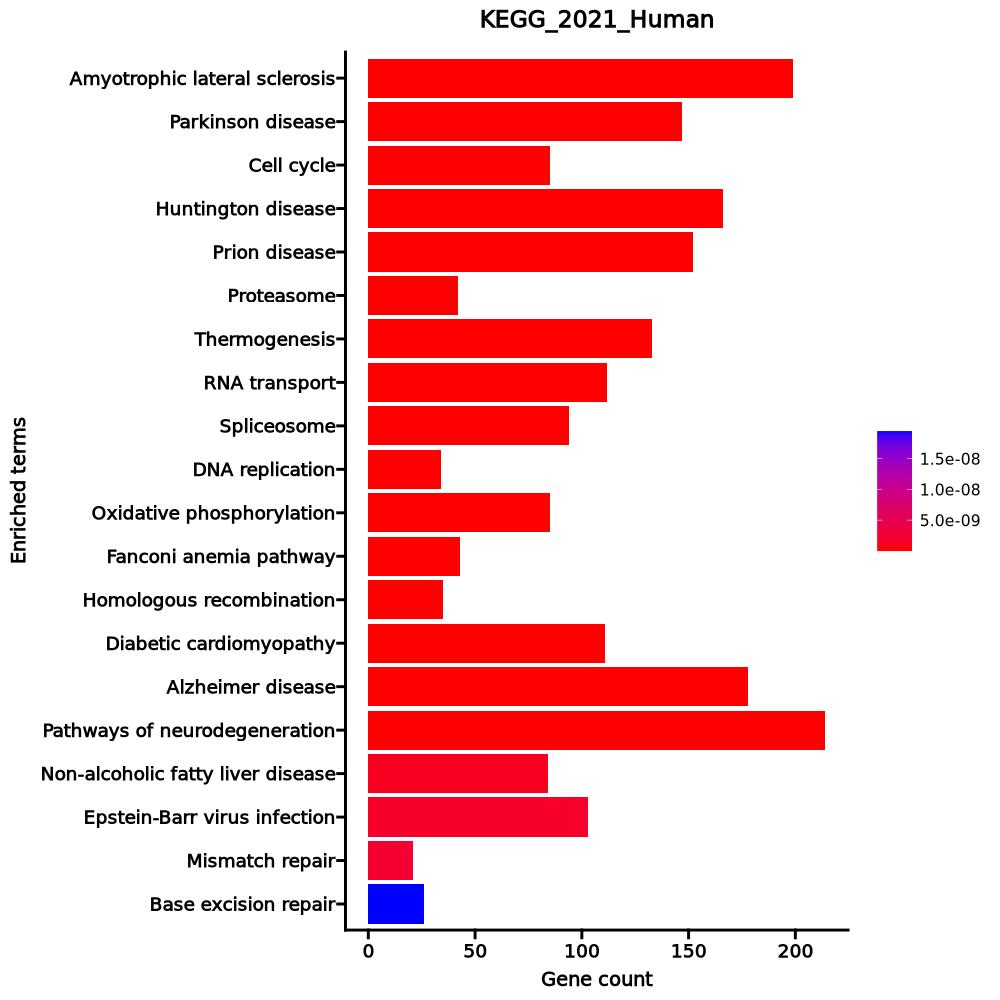 KEGG_2021_Human
Amyotrophic lateral sclerosis
Parkinson disease
Cell cycle
Huntington disease
Prion disease
Proteasome
Thermogenesis
RNA transport
Spliceosome
DNA replication
Oxidative phosphorylation
Fanconi anemia pathway
Homologous recombination
Diabetic cardiomyopathy
Alzheimer disease
Pathways of neurodegeneration
Non-alcoholic fatty liver disease
Epstein-Barr virus infection
Mismatch repair
Base excision repair
Enriched terms
0 50 100 150 200
Gene count
1.5e-08
1.0e-08
5.0e-09